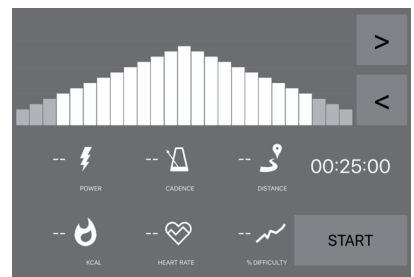 >
<
-- -- -- 00:25:00
POWER CADENCE DISTANCE
-- -- -- START
KCAL HEART RATE % DIFFICULTY